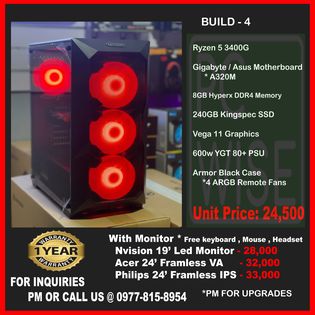 BUILD - 4
Ryzen 5 3400G
Gigabyte / Asus Motherboard
* A320M
8GB Hyperx DDR4 Memory
240GB Kingspec SSD
Vega 11 Graphics
600w YGT 80+ PSU
Armor Black Case
*4 ARGB Remote Fans
Unit Price: 24,500
WARRANTY
1 YEAR
WARRANTY
With Monitor * Free keyboard , Mouse , Headset
Nvision 19' Led Monitor - 28,000
Acer 24' Framless VA - 32,000
Philips 24' Framless IPS - 33,000
FOR INQUIRIES
PM OR CALL US @ 0977-815-8954
*PM FOR UPGRADES